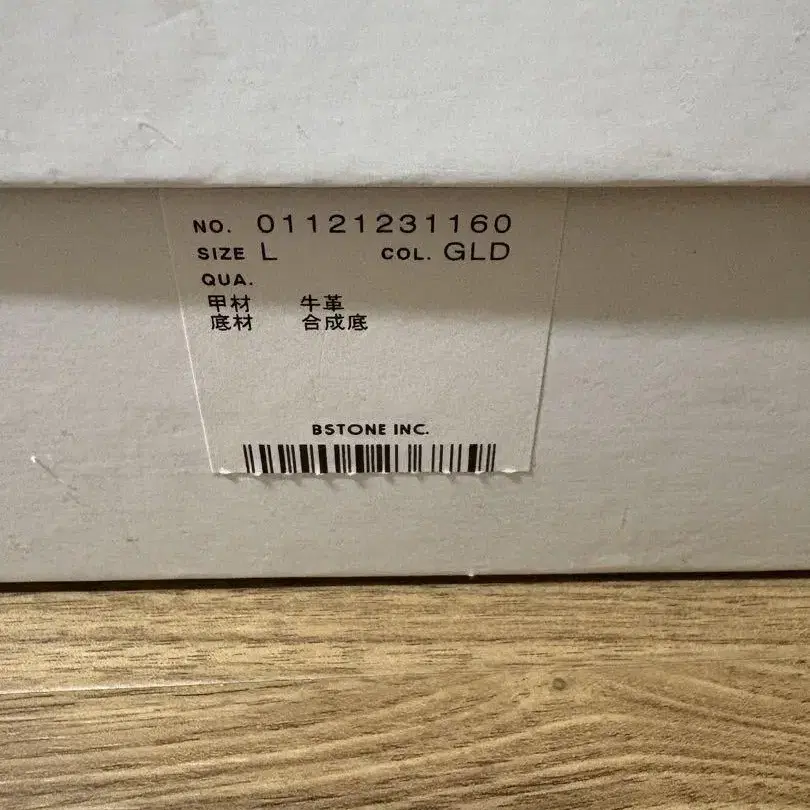 NO. 01121231160
SIZE L COL. GLD
QUA.
甲材 牛革
底材 合成底
BSTONE INC.